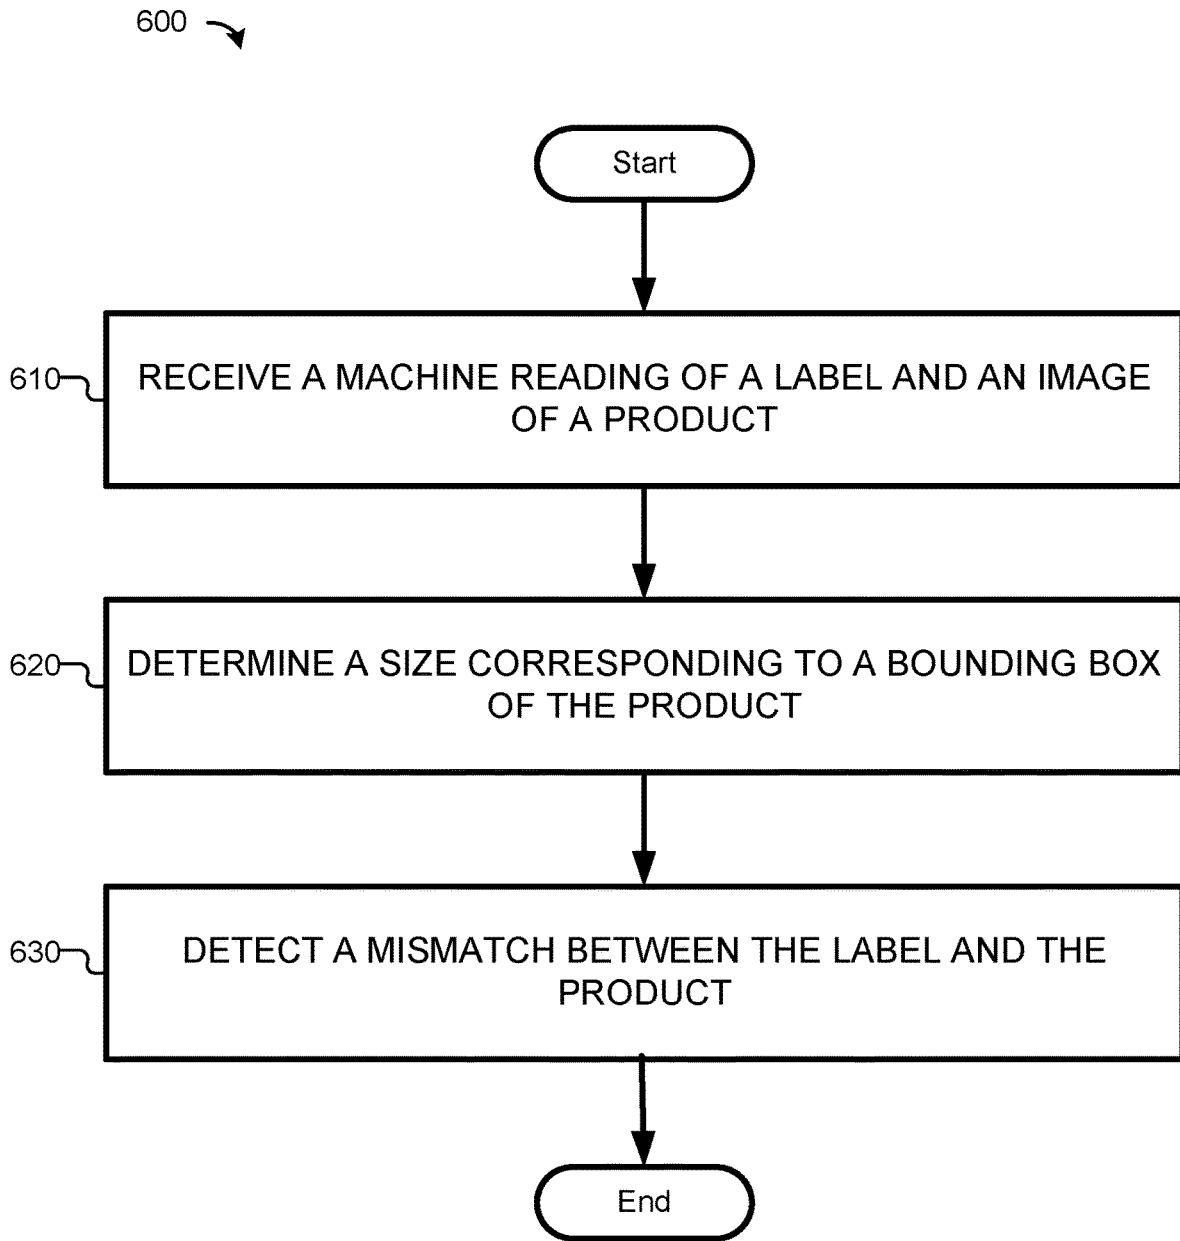 600
Start
610
RECEIVE A MACHINE READING OF A LABEL AND AN IMAGE
OF A PRODUCT
620
DETERMINE A SIZE CORRESPONDING TO A BOUNDING BOX
OF THE PRODUCT
630
DETECT A MISMATCH BETWEEN THE LABEL AND THE
PRODUCT
End